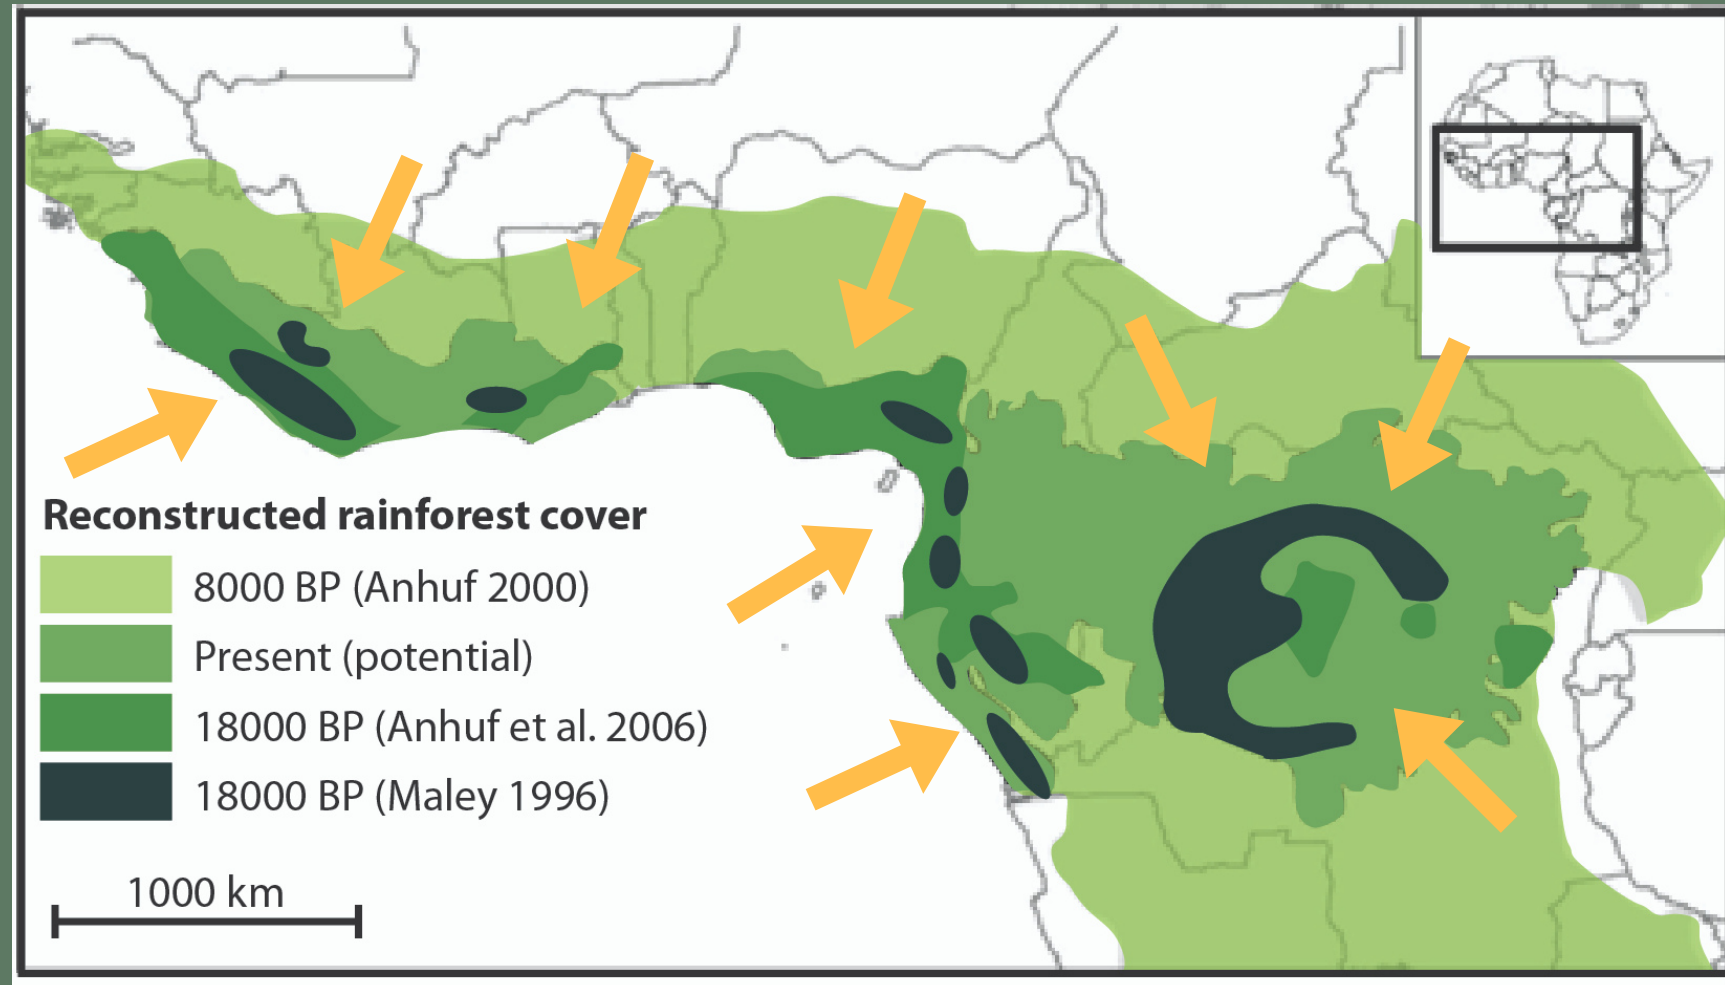 Reconstructed rainforest cover
8000 BP (Anhuf 2000)
Present (potential)
18000 BP (Anhuf et al. 2006)
18000 BP (Maley 1996)
1000 km